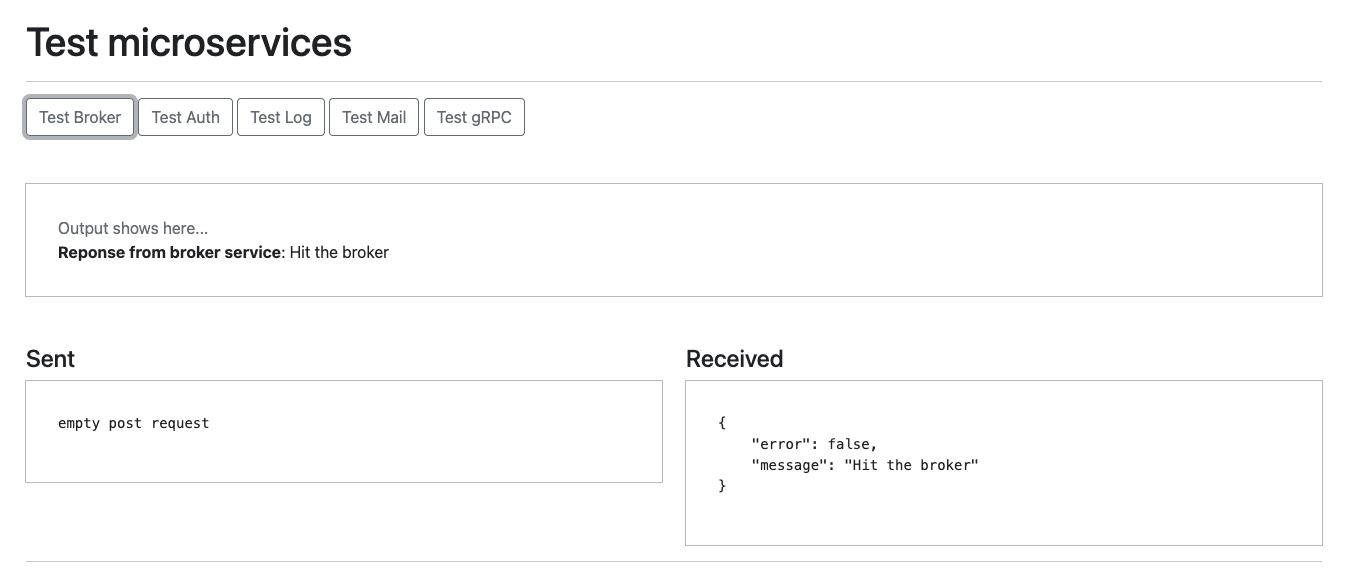 Test microservices
Test Broker Test Auth Test Log Test Mail Test gRPC
Output shows here...
Reponse from broker service: Hit the broker
Sent
empty post request
Received
{
    "error": false,
    "message": "Hit the broker"
}